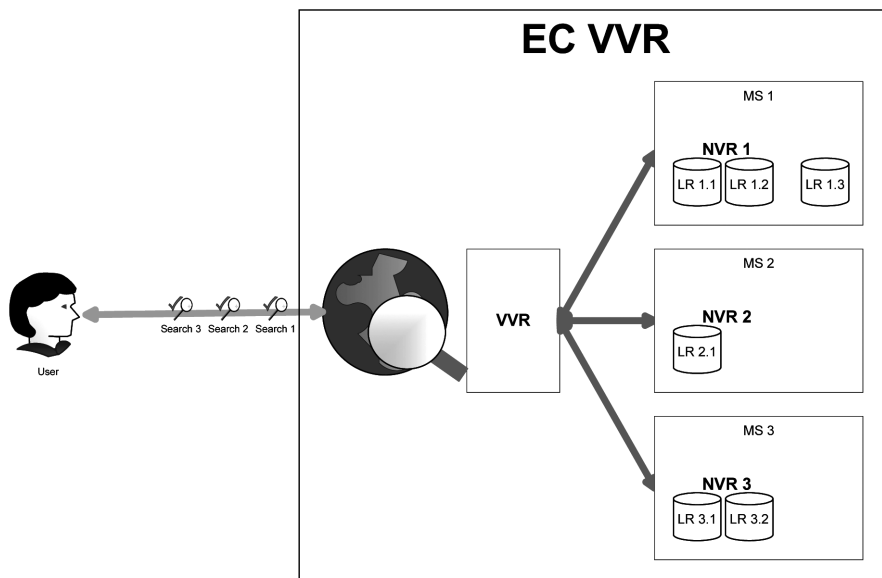 EC VVR
MS 1
NVR 1
LR 1.1 LR 1.2 LR 1.3
MS 2
NVR 2
LR 2.1
MS 3
NVR 3
LR 3.1 LR 3.2
VVR
Search 3 Search 2 Search 1
User